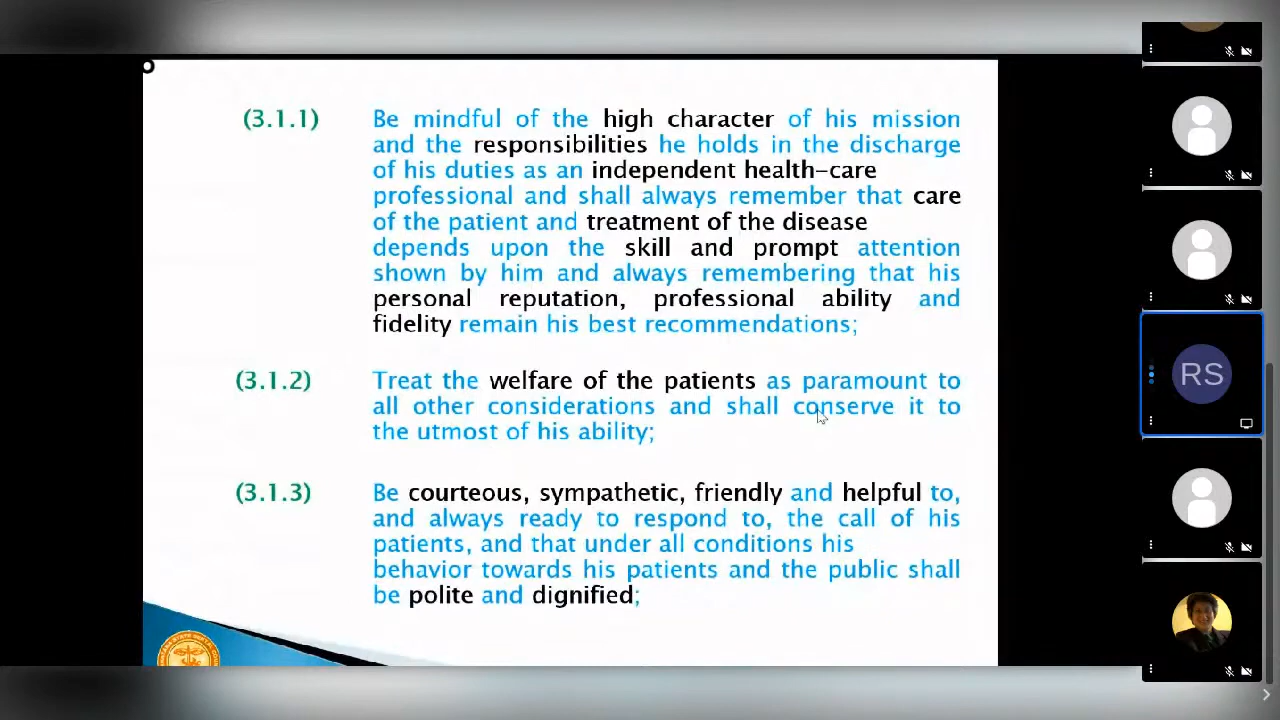 (3.1.1) Be mindful of the high character of his mission
and the responsibilities he holds in the discharge
of his duties as an independent health-care
professional and shall always remember that care
of the patient and treatment of the disease
depends upon the skill and prompt attention
shown by him and always remembering that his
personal reputation, professional ability and
fidelity remain his best recommendations;
(3.1.2) Treat the welfare of the patients as paramount to
all other considerations and shall conserve it to
the utmost of his ability;
(3.1.3) Be courteous, sympathetic, friendly and helpful to,
and always ready to respond to, the call of his
patients, and that under all conditions his
behavior towards his patients and the public shall
be polite and dignified;
RS